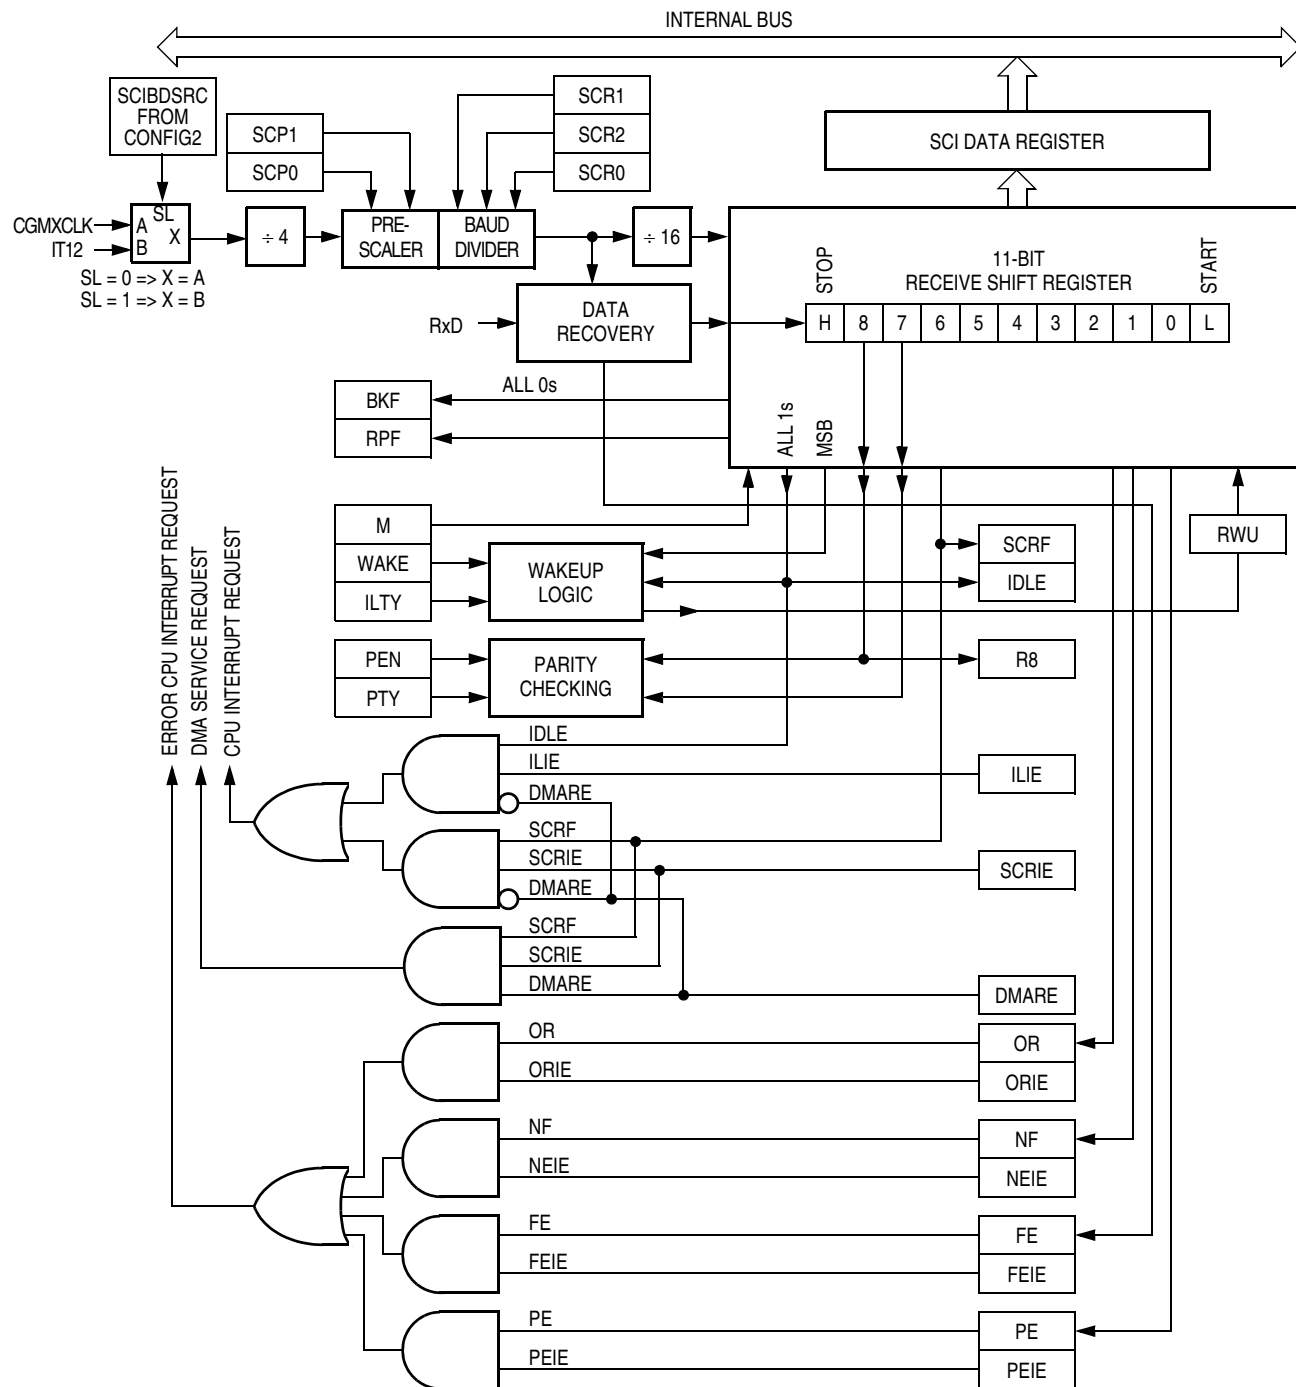 INTERNAL BUS
SCIBDSRC
FROM
CONFIG2
SCP1
SCP0
SCR1
SCR2
SCR0
SCI DATA REGISTER
CGMXCLK
IT12
A
SL
X
B
SL = 0 => X = A
SL = 1 => X = B
÷ 4
PRE-
SCALER
BAUD
DIVIDER
÷ 16
RxD
DATA
RECOVERY
STOP
11-BIT
RECEIVE SHIFT REGISTER
START
H 8 7 6 5 4 3 2 1 0 L
ALL 0s
BKF
RPF
ALL 1s
MSB
M
WAKE
ILTY
WAKEUP
LOGIC
SCRF
IDLE
RWU
PEN
PTY
PARITY
CHECKING
R8
ERROR CPU INTERRUPT REQUEST
DMA SERVICE REQUEST
CPU INTERRUPT REQUEST
IDLE
ILIE
ILIE
DMARE
SCRF
SCRIE
SCRIE
DMARE
SCRF
SCRIE
DMARE
DMARE
OR
OR
ORIE
ORIE
NF
NF
NEIE
NEIE
FE
FE
FEIE
FEIE
PE
PE
PEIE
PEIE